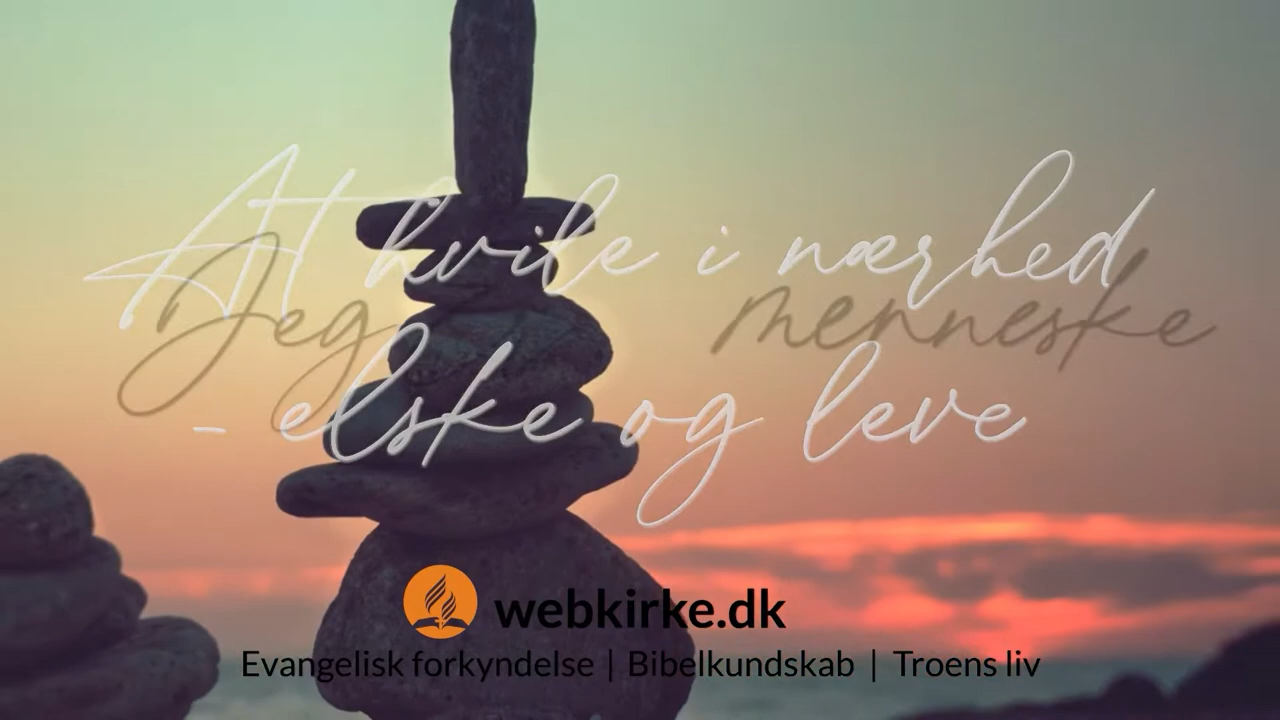 At hvile i nærhed
Jeg menneske
- elske og leve
webkirke.dk
Evangelisk forkyndelse | Bibelkundskab | Troens liv